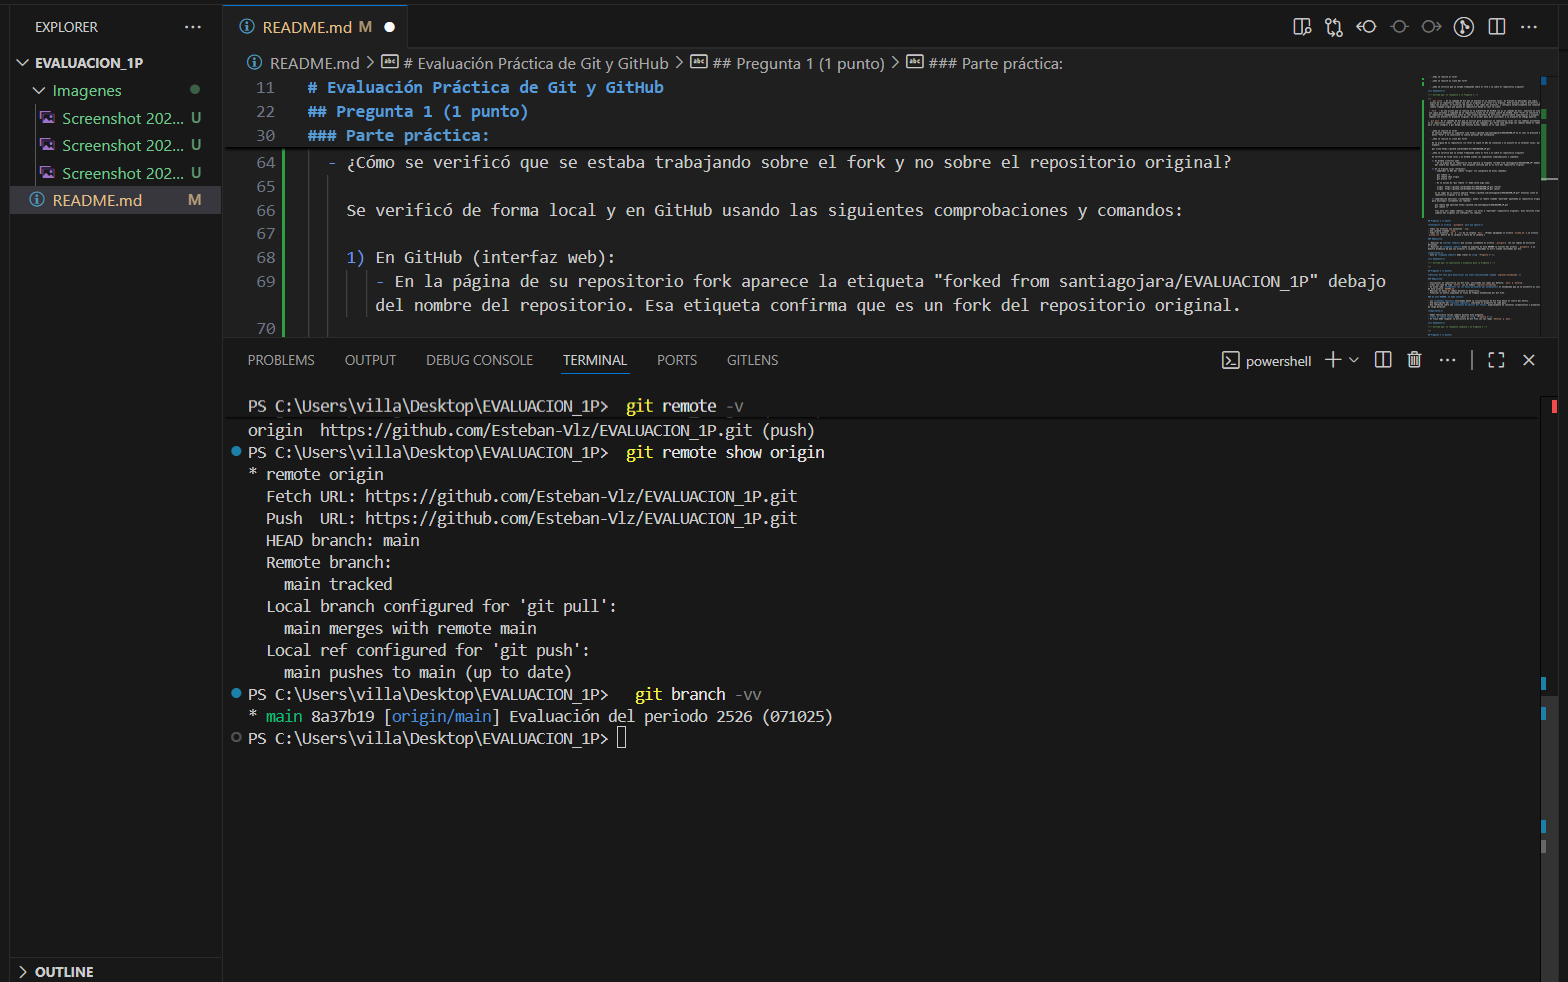 EXPLORER
EVALUACION_1P
Imagenes
Screenshot 202... U
Screenshot 202... U
Screenshot 202... U
README.md M
OUTLINE
README.md M
README.md > # Evaluación Práctica de Git y GitHub > ## Pregunta 1 (1 punto) > ### Parte práctica:
11 # Evaluación Práctica de Git y GitHub
22 ## Pregunta 1 (1 punto)
30 ### Parte práctica:
64 - ¿Cómo se verificó que se estaba trabajando sobre el fork y no sobre el repositorio original?
65
66 Se verificó de forma local y en GitHub usando las siguientes comprobaciones y comandos:
67
68 1) En GitHub (interfaz web):
69 - En la página de su repositorio fork aparece la etiqueta "forked from santiagojara/EVALUACION_1P" debajo
del nombre del repositorio. Esa etiqueta confirma que es un fork del repositorio original.
70
PROBLEMS OUTPUT DEBUG CONSOLE TERMINAL PORTS GITLENS
powershell
PS C:\Users\villa\Desktop\EVALUACION_1P> git remote -v
origin https://github.com/Esteban-Vlz/EVALUACION_1P.git (push)
PS C:\Users\villa\Desktop\EVALUACION_1P> git remote show origin
* remote origin
Fetch URL: https://github.com/Esteban-Vlz/EVALUACION_1P.git
Push URL: https://github.com/Esteban-Vlz/EVALUACION_1P.git
HEAD branch: main
Remote branch:
main tracked
Local branch configured for 'git pull':
main merges with remote main
Local ref configured for 'git push':
main pushes to main (up to date)
PS C:\Users\villa\Desktop\EVALUACION_1P> git branch -vv
* main 8a37b19 [origin/main] Evaluación del periodo 2526 (071025)
PS C:\Users\villa\Desktop\EVALUACION_1P>